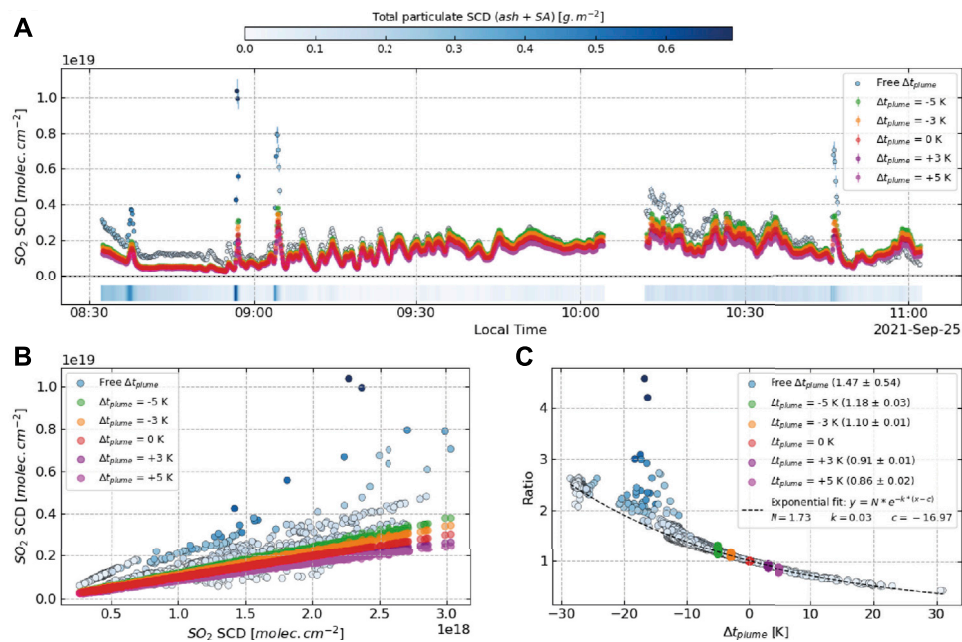 Total particulate SCD (ash + SA) [g.m⁻²]
A
0.0 0.1 0.2 0.3 0.4 0.5 0.6
1e19
SO₂ SCD [molec.cm⁻²]
1.0
0.8
0.6
0.4
0.2
0.0
Free Δt_plume
Δt_plume = -5 K
Δt_plume = -3 K
Δt_plume = 0 K
Δt_plume = +3 K
Δt_plume = +5 K
08:30 09:00 09:30 10:00 10:30 11:00
Local Time 2021-Sep-25
B
1e19
SO₂ SCD [molec.cm⁻²]
1.0
0.8
0.6
0.4
0.2
0.0
Free Δt_plume
Δt_plume = -5 K
Δt_plume = -3 K
Δt_plume = 0 K
Δt_plume = +3 K
Δt_plume = +5 K
0.5 1.0 1.5 2.0 2.5 3.0
SO₂ SCD [molec.cm⁻²] 1e18
C
Ratio
4
3
2
1
Free Δt_plume (1.47 ± 0.54)
Δt_plume = -5 K (1.18 ± 0.03)
Δt_plume = -3 K (1.10 ± 0.01)
Δt_plume = 0 K
Δt_plume = +3 K (0.91 ± 0.01)
Δt_plume = +5 K (0.86 ± 0.02)
Exponential fit: y = N * e^{-k*(x-c)}
N = 1.73 k = 0.03 c = −16.97
−30 −20 −10 0 10 20 30
Δt_plume [K]